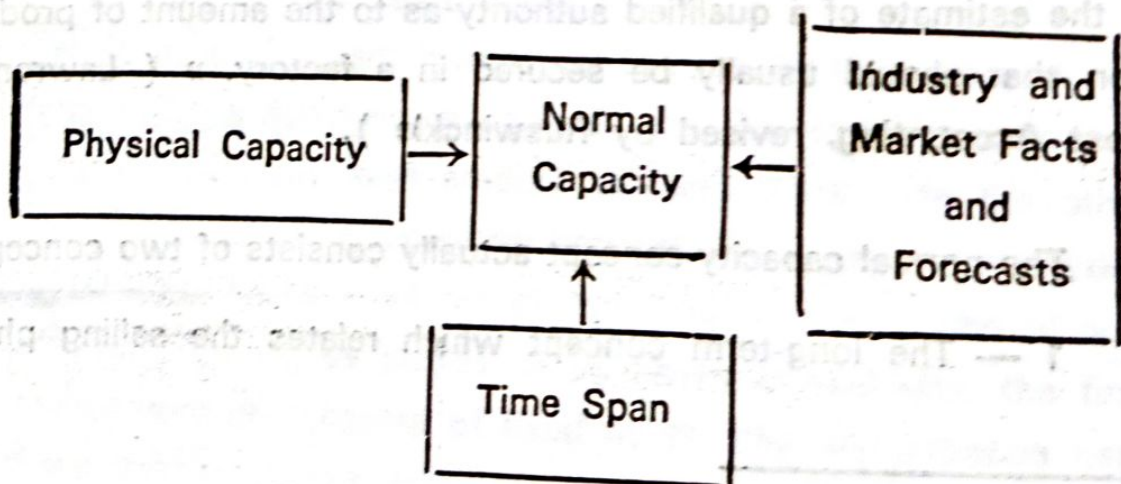 Physical Capacity
Normal
Capacity
Industry and
Market Facts
and
Forecasts
Time Span